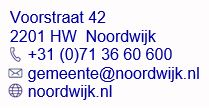 Voorstraat 42
2201 HW  Noordwijk
+31 (0)71 36 60 600
gemeente@noordwijk.nl
noordwijk.nl